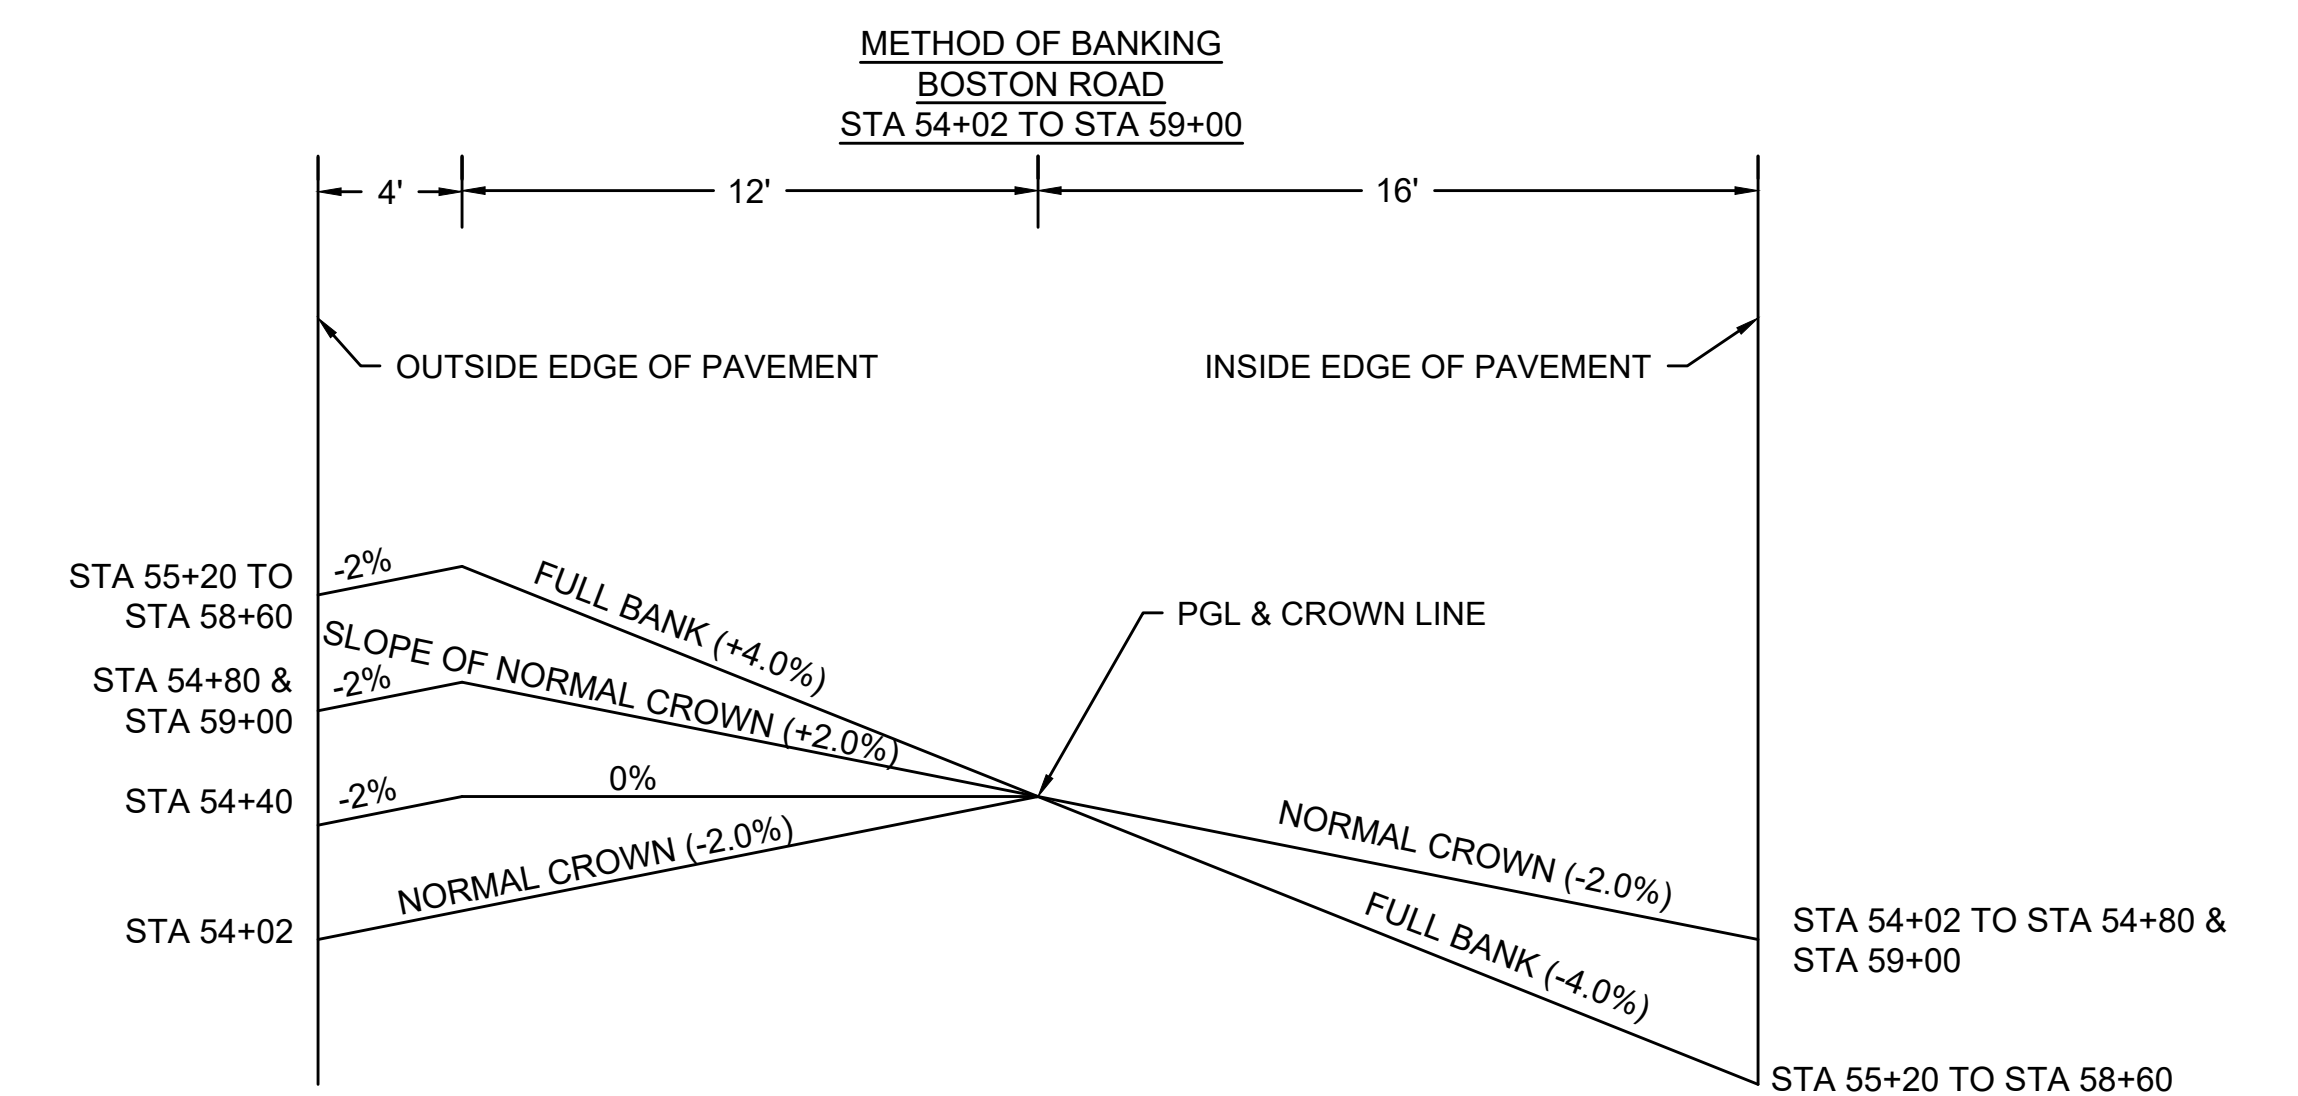 METHOD OF BANKING
BOSTON ROAD
STA 54+02 TO STA 59+00
4'
12'
16'
OUTSIDE EDGE OF PAVEMENT
INSIDE EDGE OF PAVEMENT
STA 55+20 TO
STA 58+60
-2%
FULL BANK (+4.0%)
PGL & CROWN LINE
SLOPE OF NORMAL CROWN (+2.0%)
STA 54+80 &
STA 59+00
-2%
STA 54+40
-2%
0%
NORMAL CROWN (-2.0%)
STA 54+02
NORMAL CROWN (-2.0%)
FULL BANK (-4.0%)
STA 54+02 TO STA 54+80 &
STA 59+00
STA 55+20 TO STA 58+60